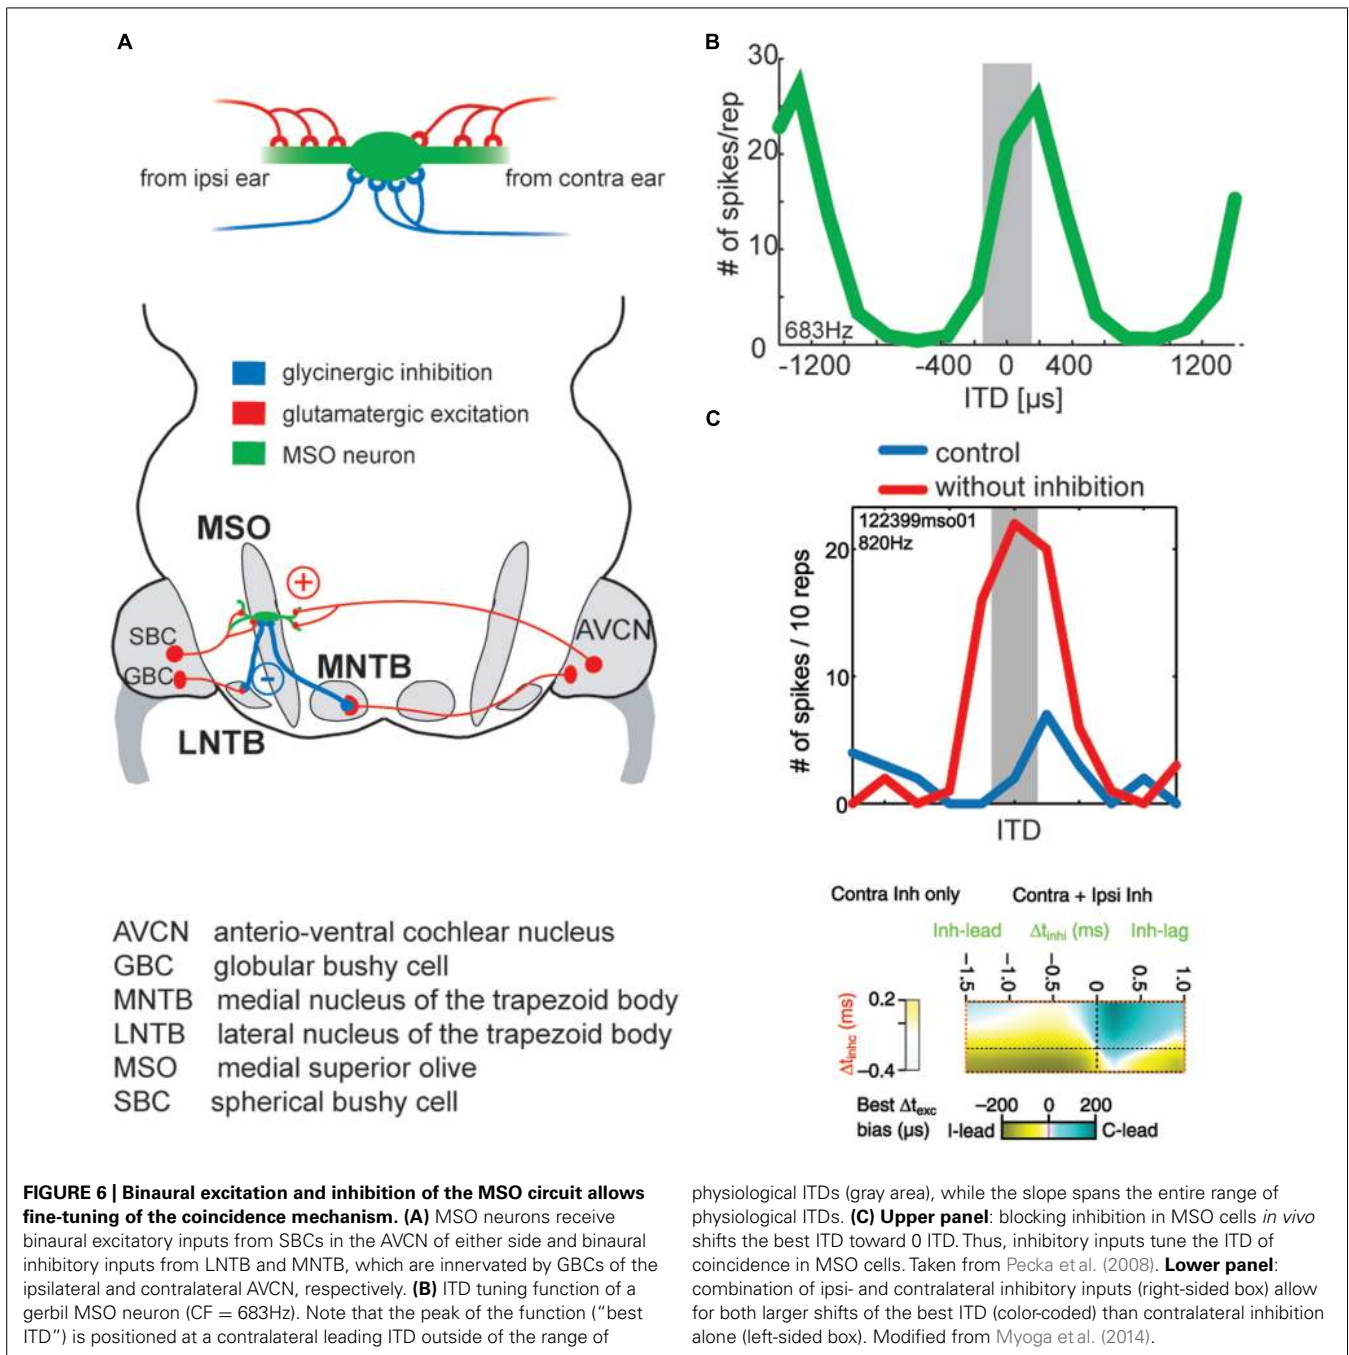 A
from ipsi ear
from contra ear
glycinergic inhibition
glutamatergic excitation
MSO neuron
MSO
+
SBC
GBC
AVCN
MNTB
-
LNTB
AVCN anterio-ventral cochlear nucleus
GBC globular bushy cell
MNTB medial nucleus of the trapezoid body
LNTB lateral nucleus of the trapezoid body
MSO medial superior olive
SBC spherical bushy cell
B
# of spikes/rep
30
20
10
0
683Hz
-1200 -400 0 400 1200
ITD [µs]
C
control
without inhibition
122399mso01
820Hz
# of spikes / 10 reps
20
10
0
ITD
Contra Inh only Contra + Ipsi Inh
Inh-lead Δtinhi (ms) Inh-lag
−1.5 −1.0 −0.5 0 0.5 1.0
Δtinhc (ms)
0.2
−0.4
Best Δtexc −200 0 200
bias (µs) I-lead C-lead
FIGURE 6 | Binaural excitation and inhibition of the MSO circuit allows
fine-tuning of the coincidence mechanism. (A) MSO neurons receive
binaural excitatory inputs from SBCs in the AVCN of either side and binaural
inhibitory inputs from LNTB and MNTB, which are innervated by GBCs of the
ipsilateral and contralateral AVCN, respectively. (B) ITD tuning function of a
gerbil MSO neuron (CF = 683Hz). Note that the peak of the function (“best
ITD”) is positioned at a contralateral leading ITD outside of the range of
physiological ITDs (gray area), while the slope spans the entire range of
physiological ITDs. (C) Upper panel: blocking inhibition in MSO cells in vivo
shifts the best ITD toward 0 ITD. Thus, inhibitory inputs tune the ITD of
coincidence in MSO cells. Taken from Pecka et al. (2008). Lower panel:
combination of ipsi- and contralateral inhibitory inputs (right-sided box) allow
for both larger shifts of the best ITD (color-coded) than contralateral inhibition
alone (left-sided box). Modified from Myoga et al. (2014).